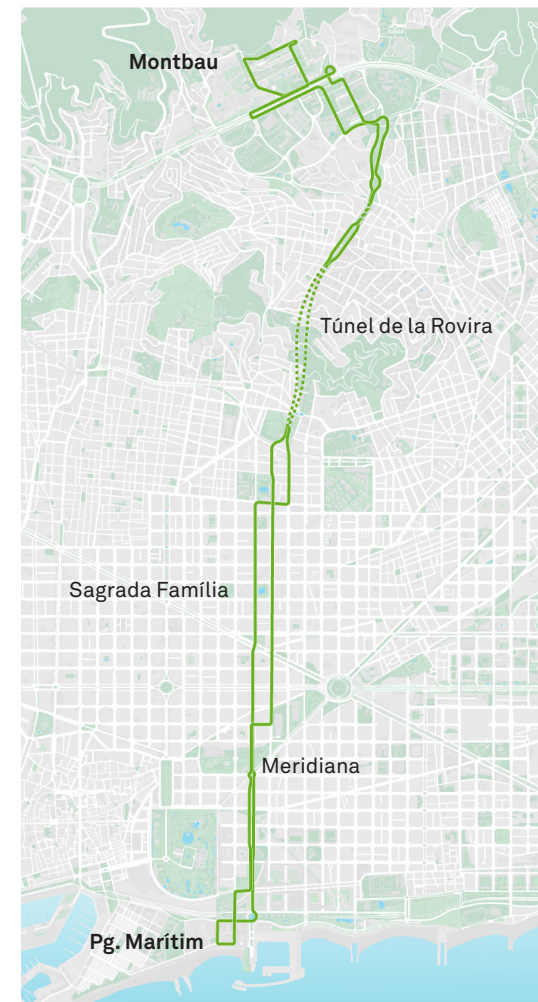 Montbau
Túnel de la Rovira
Sagrada Família
Meridiana
Pg. Marítim